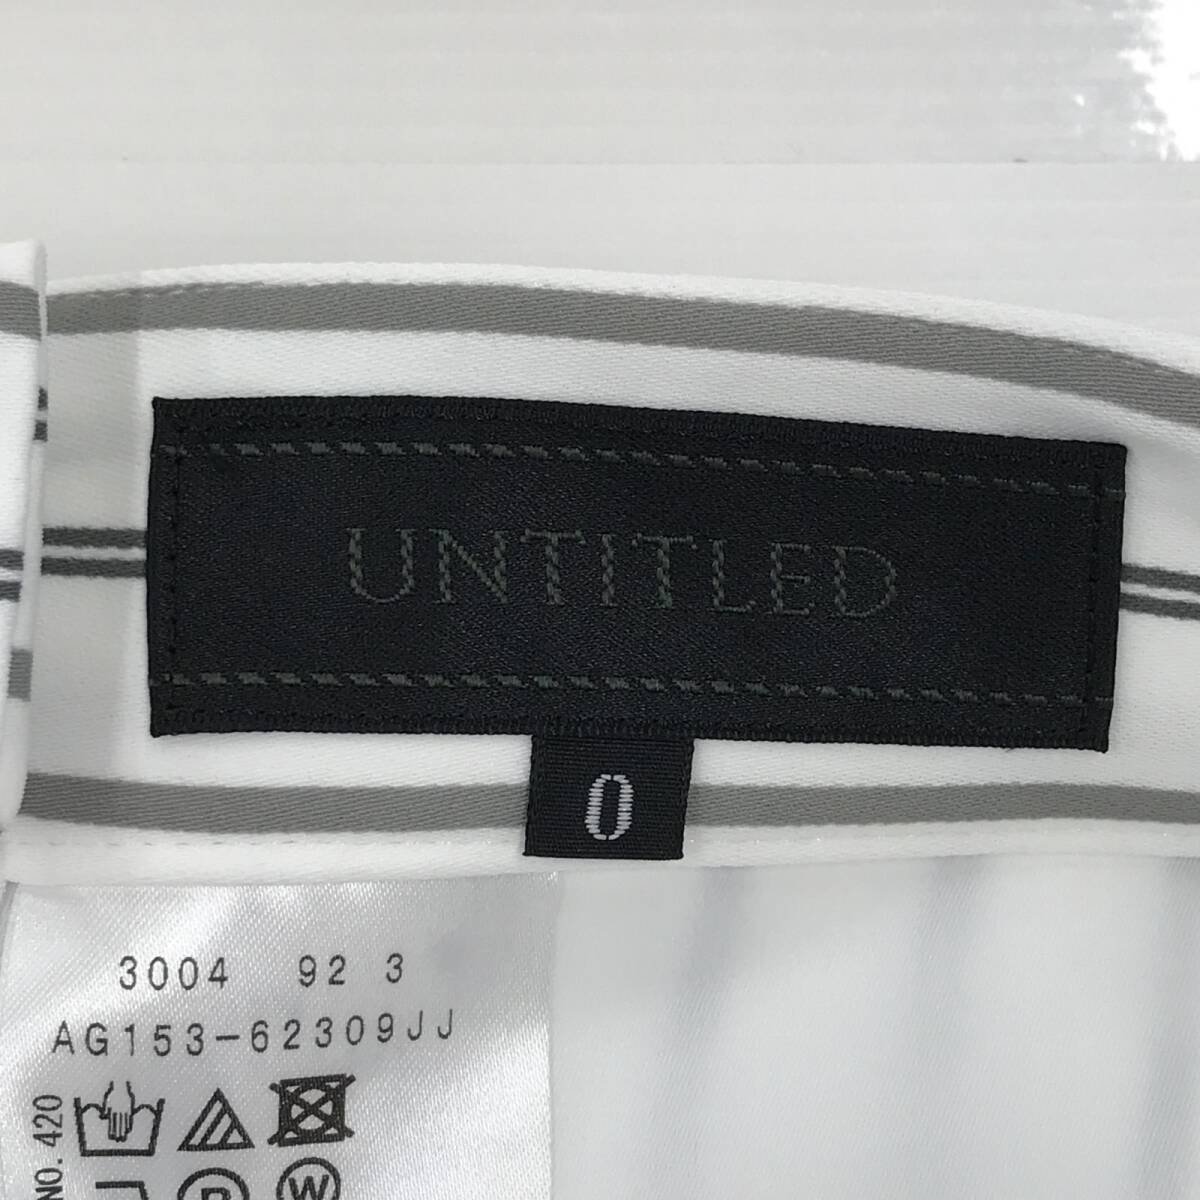 UNTITLED
0
3004 92 3
AG153-62309JJ
NO. 420
P
W